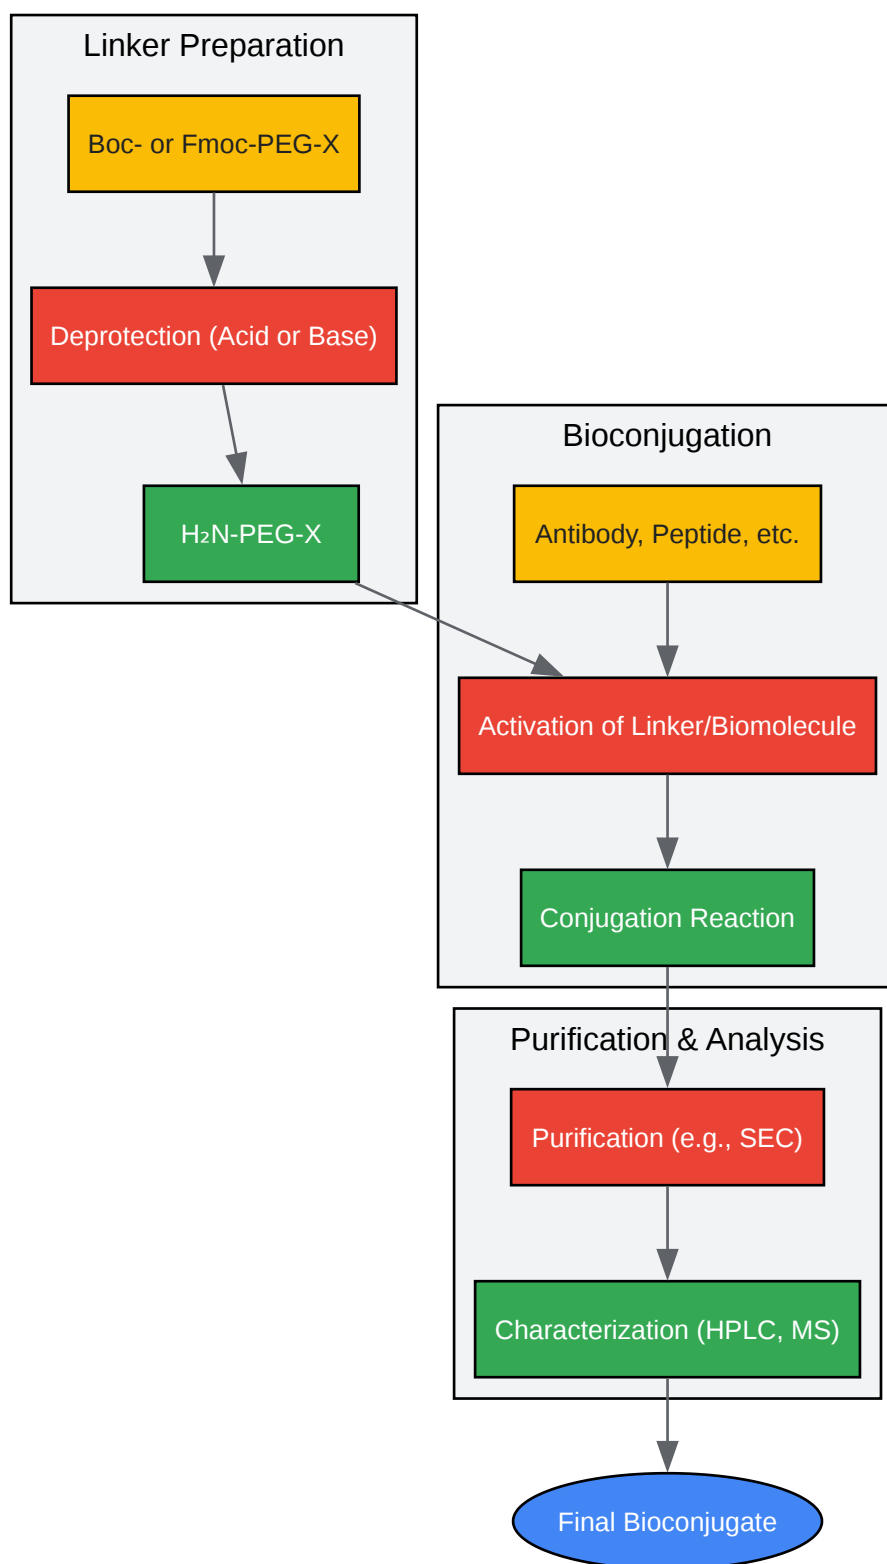 Linker Preparation
Boc- or Fmoc-PEG-X
Deprotection (Acid or Base)
H₂N-PEG-X
Bioconjugation
Antibody, Peptide, etc.
Activation of Linker/Biomolecule
Conjugation Reaction
Purification & Analysis
Purification (e.g., SEC)
Characterization (HPLC, MS)
Final Bioconjugate